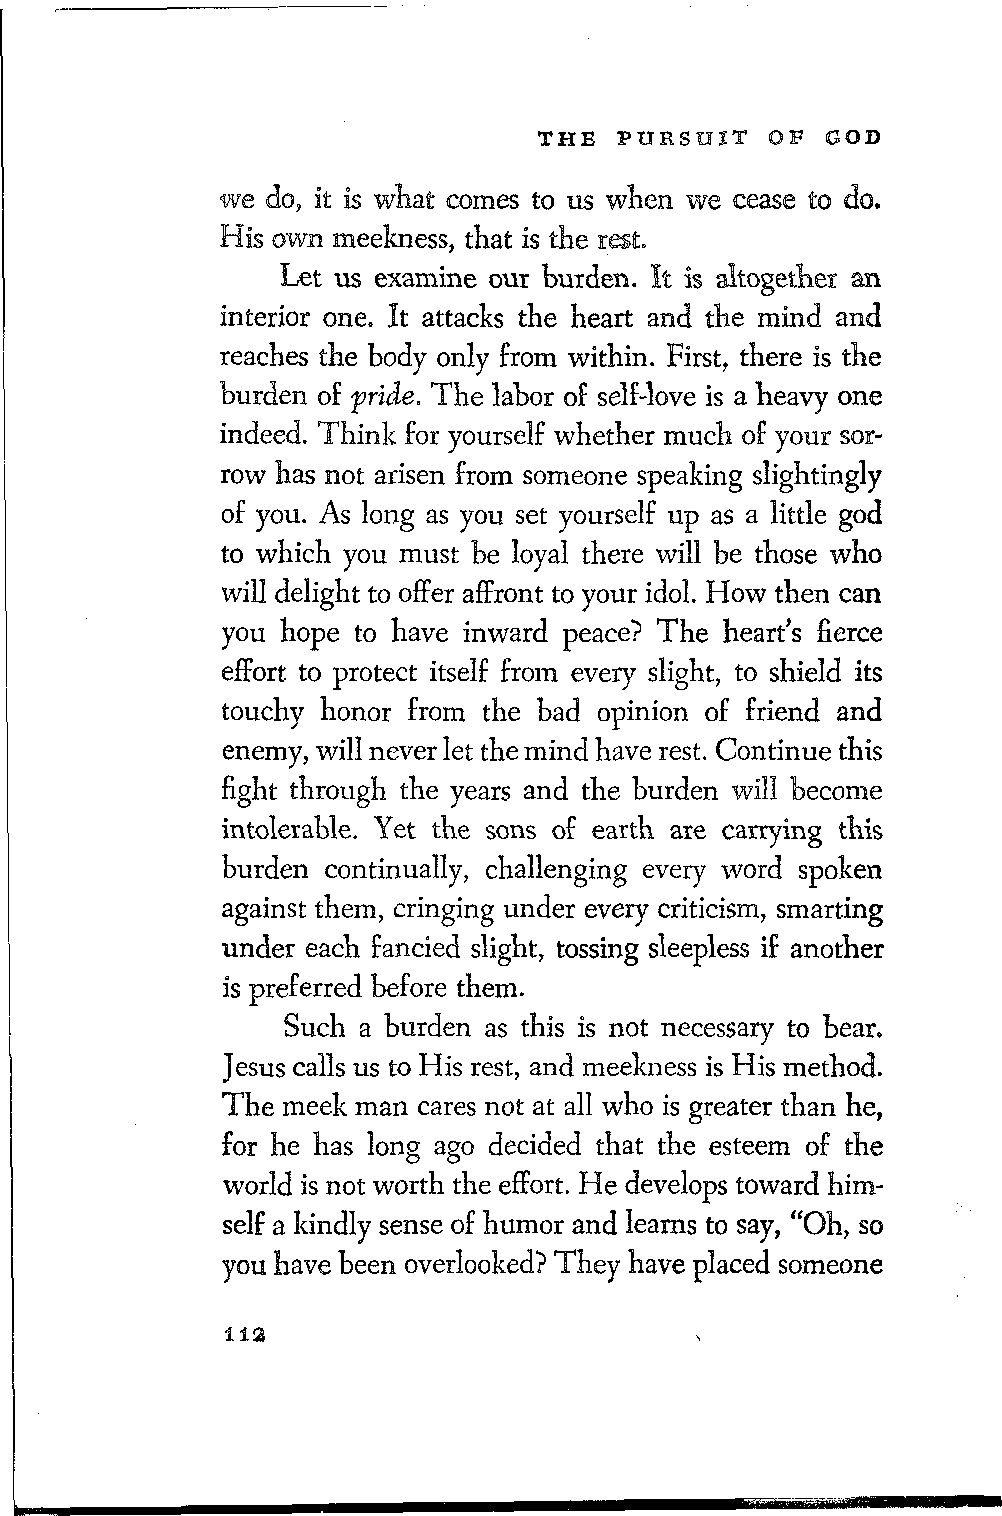 THE PURSUIT OF GOD
we do, it is what comes to us when we cease to do.
His own meekness, that is the rest.
Let us examine our burden. It is altogether an
interior one. It attacks the heart and the mind and
reaches the body only from within. First, there is the
burden of pride. The labor of self-love is a heavy one
indeed. Think for yourself whether much of your sor-
row has not arisen from someone speaking slightingly
of you. As long as you set yourself up as a little god
to which you must be loyal there will be those who
will delight to offer affront to your idol. How then can
you hope to have inward peace? The heart's fierce
effort to protect itself from every slight, to shield its
touchy honor from the bad opinion of friend and
enemy, will never let the mind have rest. Continue this
fight through the years and the burden will become
intolerable. Yet the sons of earth are carrying this
burden continually, challenging every word spoken
against them, cringing under every criticism, smarting
under each fancied slight, tossing sleepless if another
is preferred before them.
Such a burden as this is not necessary to bear.
Jesus calls us to His rest, and meekness is His method.
The meek man cares not at all who is greater than he,
for he has long ago decided that the esteem of the
world is not worth the effort. He develops toward him-
self a kindly sense of humor and learns to say, “Oh, so
you have been overlooked? They have placed someone
112